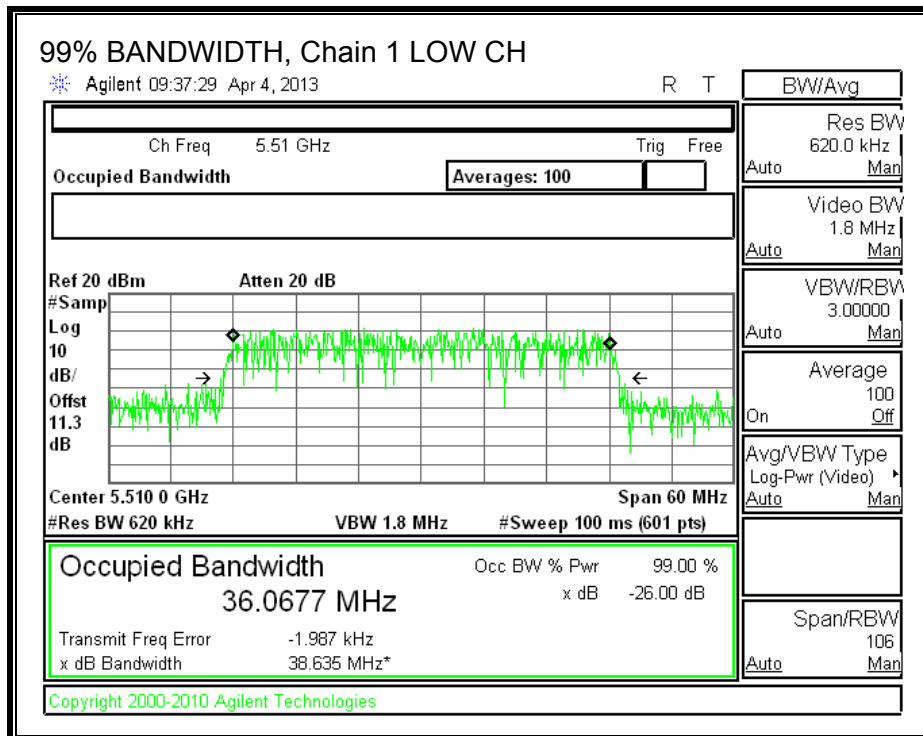 99% BANDWIDTH, Chain 1 LOW CH
Agilent 09:37:29 Apr 4, 2013 R T
Ch Freq 5.51 GHz Trig Free
Occupied Bandwidth Averages: 100
Ref 20 dBm Atten 20 dB
#Samp
Log
10
dB/
Offst
11.3
dB
Center 5.510 0 GHz Span 60 MHz
#Res BW 620 kHz VBW 1.8 MHz #Sweep 100 ms (601 pts)
Occupied Bandwidth Occ BW % Pwr 99.00 %
36.0677 MHz x dB -26.00 dB
Transmit Freq Error -1.987 kHz
x dB Bandwidth 38.635 MHz*
Copyright 2000-2010 Agilent Technologies
BW/Avg
Res BW
620.0 kHz
Auto Man
Video BW
1.8 MHz
Auto Man
VBW/RBW
3.00000
Auto Man
Average
100
On Off
Avg/VBW Type
Log-Pwr (Video)
Auto Man
Span/RBW
106
Auto Man